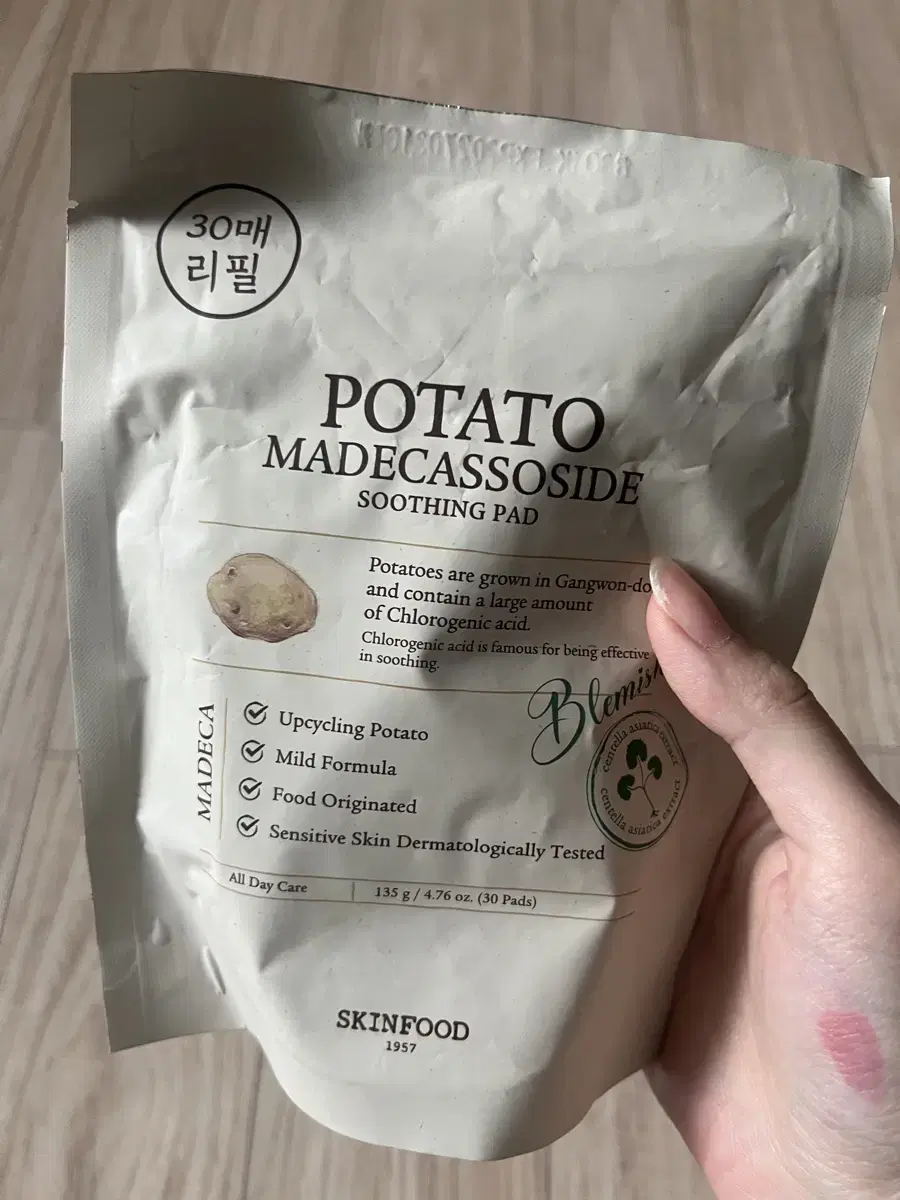 30매
리필
POTATO
MADECASSOSIDE
SOOTHING PAD
Potatoes are grown in Gangwon-do
and contain a large amount
of Chlorogenic acid.
Chlorogenic acid is famous for being effective
in soothing.
Blemish
centella asiatica extract
centella asiatica extract
MADECA
Upcycling Potato
Mild Formula
Food Originated
Sensitive Skin Dermatologically Tested
All Day Care
135 g / 4.76 oz. (30 Pads)
SKINFOOD
1957